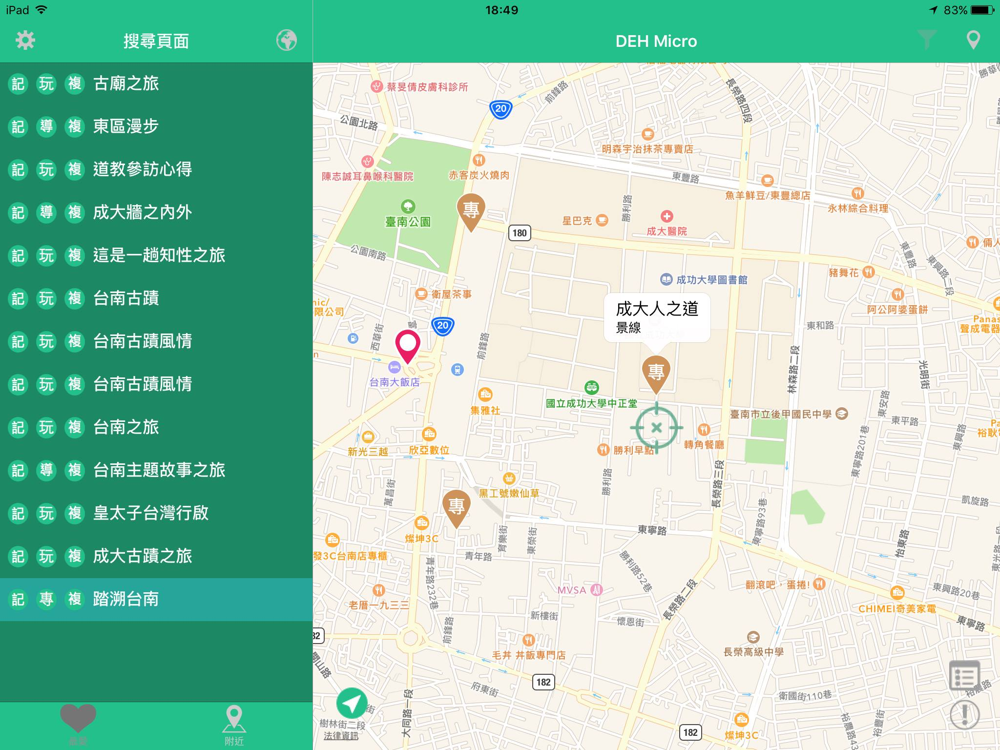 iPad
18:49
83%
搜尋頁面
DEH Micro
記 玩 複 古廟之旅
記 導 複 東區漫步
記 玩 複 道教參訪心得
記 導 複 成大牆之內外
記 玩 複 這是一趟知性之旅
記 玩 複 台南古蹟
記 玩 複 台南古蹟風情
記 玩 複 台南古蹟風情
記 玩 複 台南之旅
記 導 複 台南主題故事之旅
記 玩 複 皇太子台灣行啟
記 玩 複 成大古蹟之旅
記 專 複 踏溯台南
最愛
附近
蔡旻倩皮膚科診所
前鋒路
長榮路四段
20
公園北路
明森宇治抹茶專賣店
陳志誠耳鼻喉科醫院
赤客炭火燒肉
東豐路
魚羊鮮豆/東豐總店
永林綜合料理
臺南公園
專
星巴克
勝利路
成大醫院
180
公園南路
東豐路
東興路二段
豬舞花
成功大學圖書館
衛屋茶事
nic/
限公司
阿公阿婆蛋餅
成大人之道
景線
20
西華街
前鋒路
東和路
Panas
聲成電器
n
台南大飯店
專
林森路二段
光明街
集雅社
國立成功大學中正堂
臺南市立後甲國民中學
東安路
東平路
東興路
裕耿
新光三越
欣亞數位
勝利早點
轉角餐廳
東寧路201巷
長榮路三段
勝利路
萬昌街
黑工號嫩仙草
專
凱旋路
燦坤3C
育樂街
東榮街
東寧路
東寧路93巷
怡東路
發3C台南店專櫃
青年路
青年路232巷
勝利路52巷
東光路一段
MVSA
翻滾吧，蛋捲!
東興路20巷
老厝一九三三
新樓街
懷恩街
長榮路二段
CHIMEI奇美家電
東寧路
前鋒路
長榮高級中學
毛丼 丼飯專門店
182
府東街
大同路一段
衛國街110巷
裕農路
樹林街二段
法律資訊
182
燦坤3C
裕農路43
裕豐街